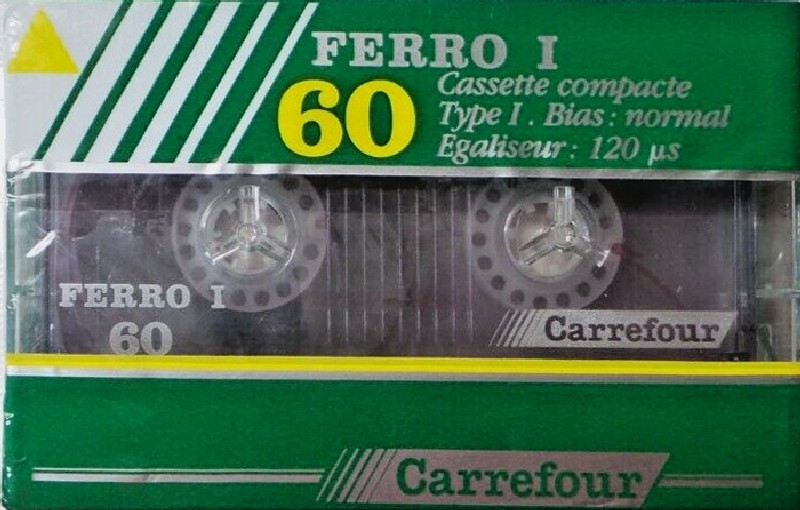 FERRO I
60
Cassette compacte
Type I . Bias : normal
Egaliseur : 120 µs
FERRO I
60
Carrefour
Carrefour